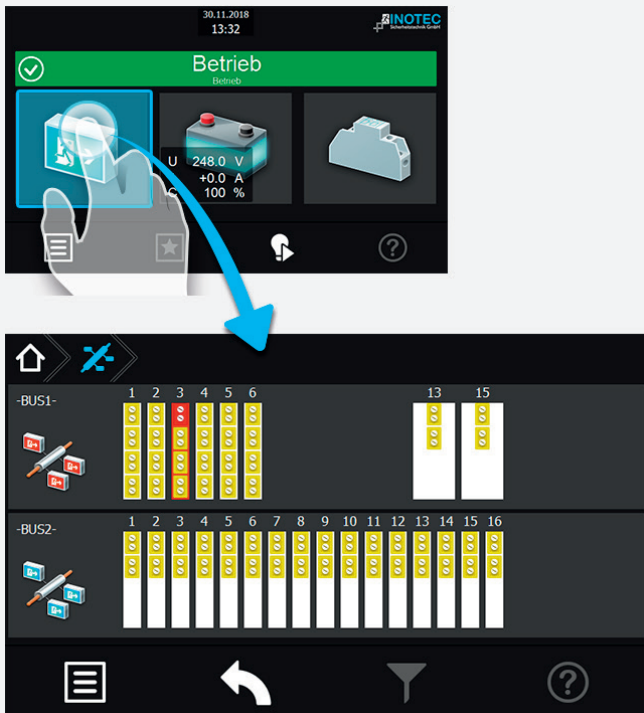 30.11.2018
13:32
INOTEC
Sicherheitstechnik GmbH
Betrieb
Betrieb
U 248.0 V
+0.0 A
C 100 %
?
-BUS1-
1 2 3 4 5 6 13 15
-BUS2-
1 2 3 4 5 6 7 8 9 10 11 12 13 14 15 16
?